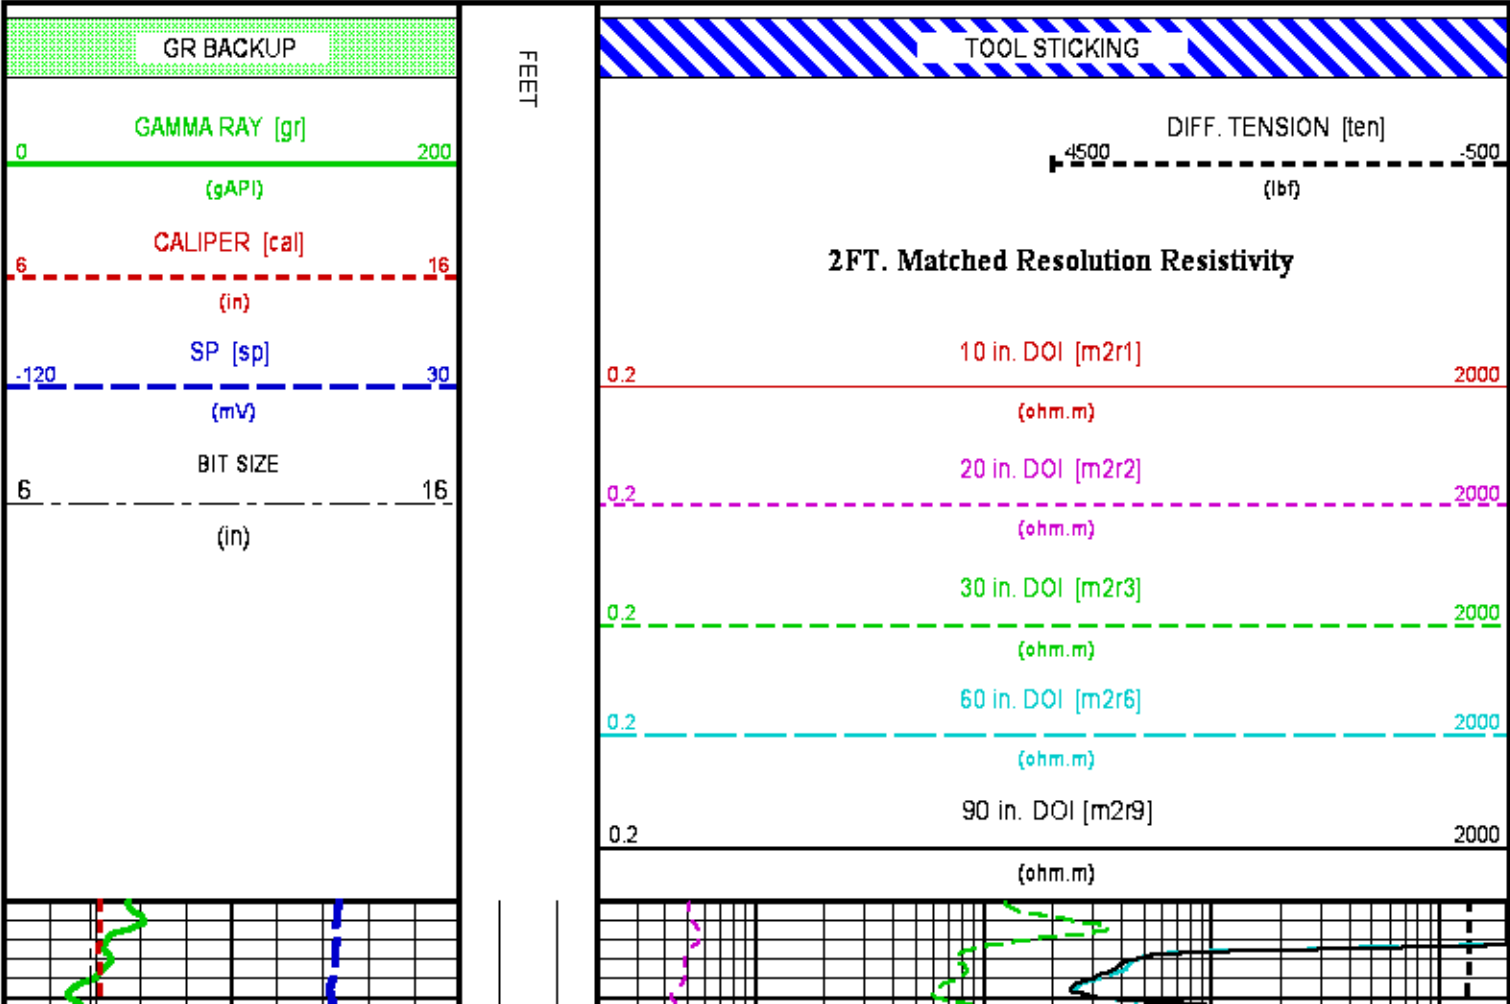 GR BACKUP
FEET
TOOL STICKING
GAMMA RAY [gr]
0 200
(gAPI)
DIFF. TENSION [ten]
4500 -500
(lbf)
CALIPER [cal]
6 16
(in)
2FT. Matched Resolution Resistivity
SP [sp]
-120 30
(mV)
10 in. DOI [m2r1]
0.2 2000
(ohm.m)
BIT SIZE
6 16
(in)
20 in. DOI [m2r2]
0.2 2000
(ohm.m)
30 in. DOI [m2r3]
0.2 2000
(ohm.m)
60 in. DOI [m2r6]
0.2 2000
(ohm.m)
90 in. DOI [m2r9]
0.2 2000
(ohm.m)